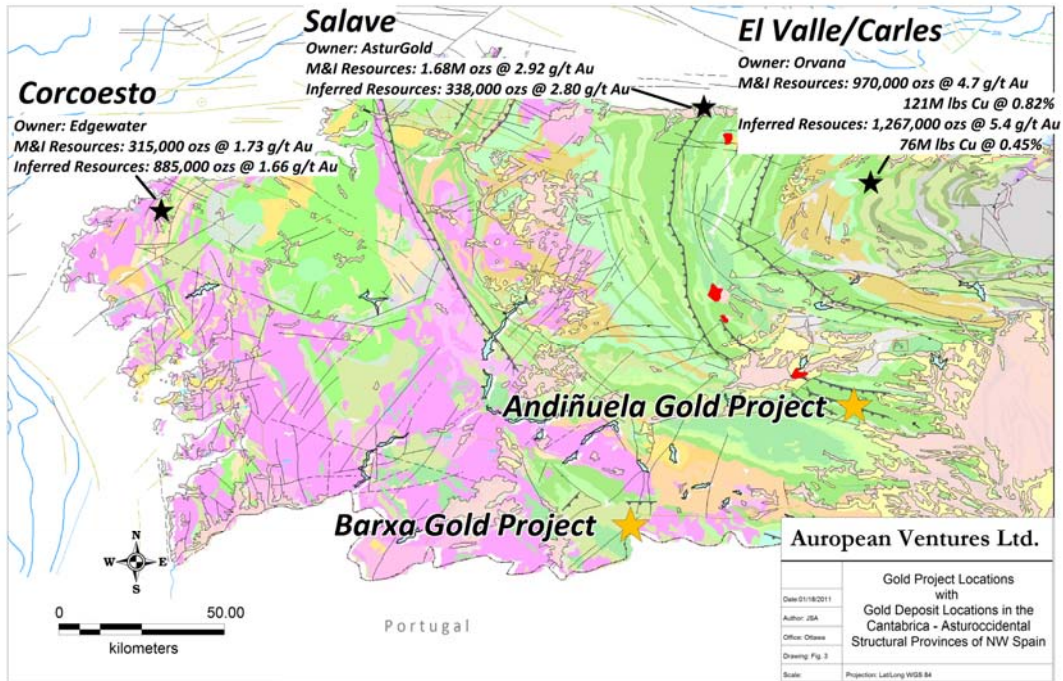 Salave
Owner: AsturGold
M&I Resources: 1.68M ozs @ 2.92 g/t Au
Inferred Resources: 338,000 ozs @ 2.80 g/t Au
El Valle/Carles
Owner: Orvana
M&I Resources: 970,000 ozs @ 4.7 g/t Au
121M lbs Cu @ 0.82%
Inferred Resouces: 1,267,000 ozs @ 5.4 g/t Au
76M lbs Cu @ 0.45%
Corcoesto
Owner: Edgewater
M&I Resources: 315,000 ozs @ 1.73 g/t Au
Inferred Resources: 885,000 ozs @ 1.66 g/t Au
Andiñuela Gold Project
Barxa Gold Project
N
W E
S
0 50.00
kilometers
Portugal
Auropean Ventures Ltd.
Date:01/18/2011
Author: JSA
Office: Ottawa
Drawing: Fig. 3
Scale:
Gold Project Locations
with
Gold Deposit Locations in the
Cantabrica - Asturoccidental
Structural Provinces of NW Spain
Projection: Lat/Long WGS 84